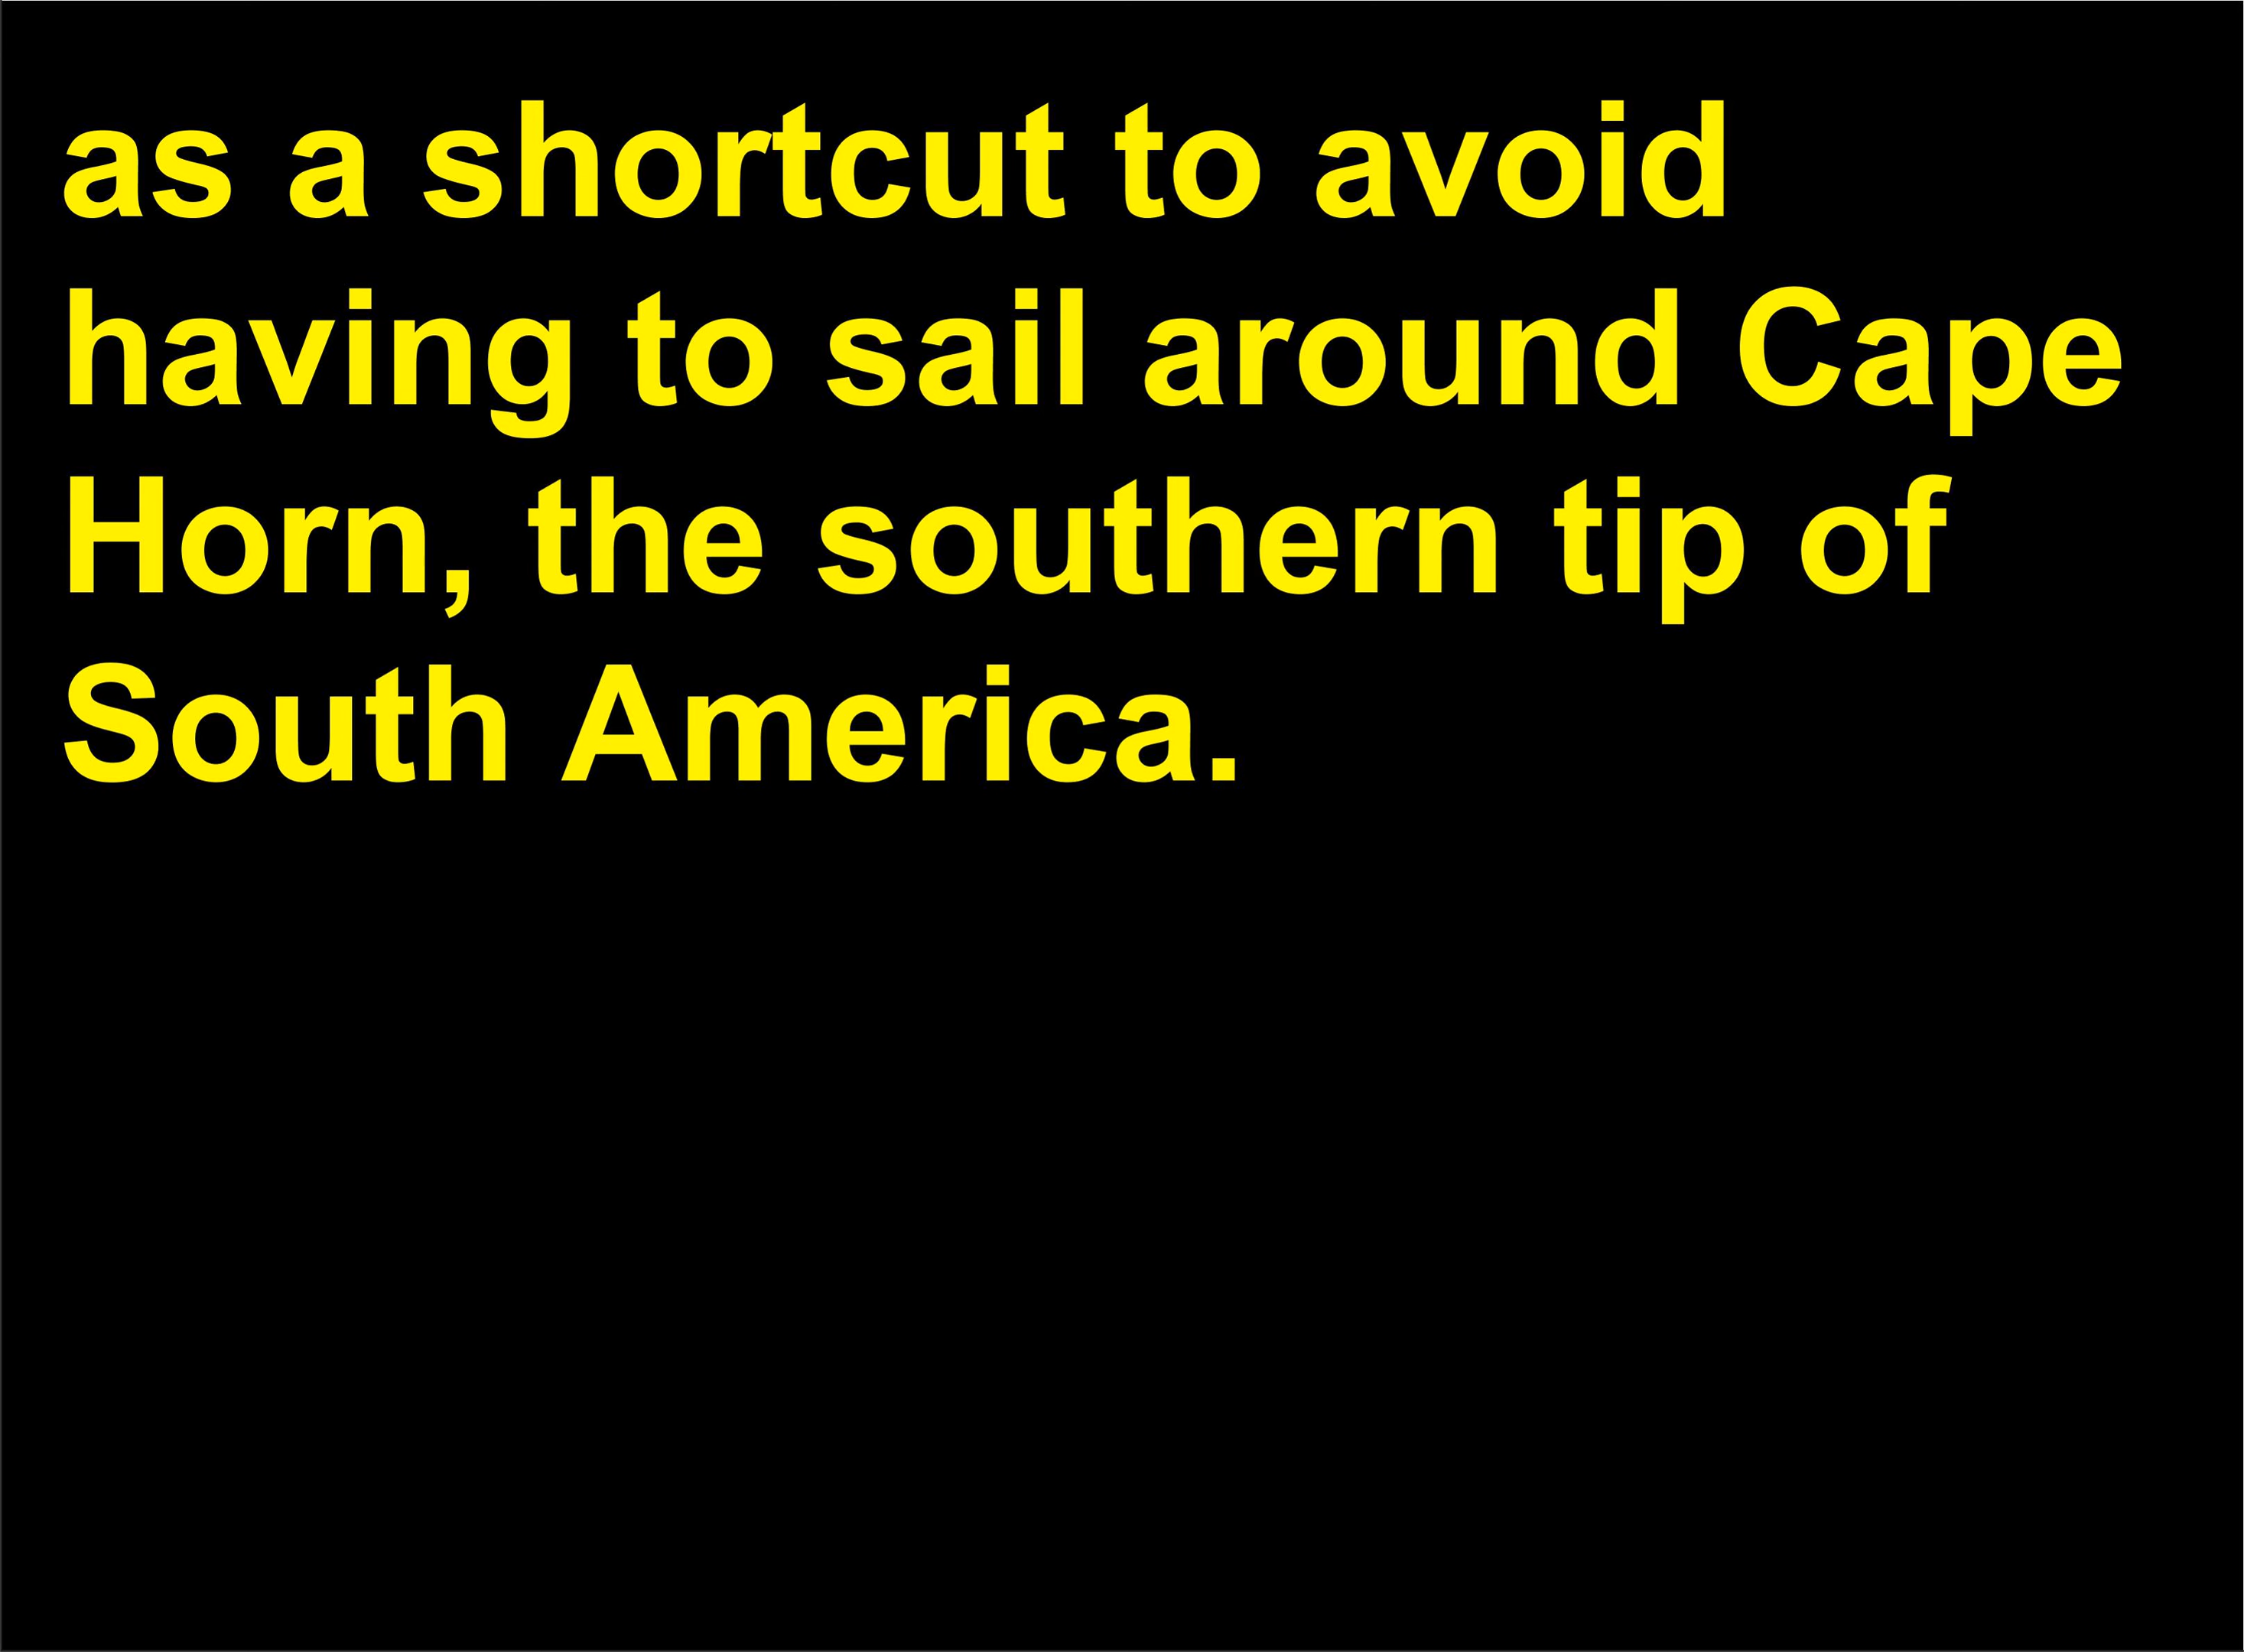 as a shortcut to avoid
having to sail around Cape
Horn, the southern tip of
South America.